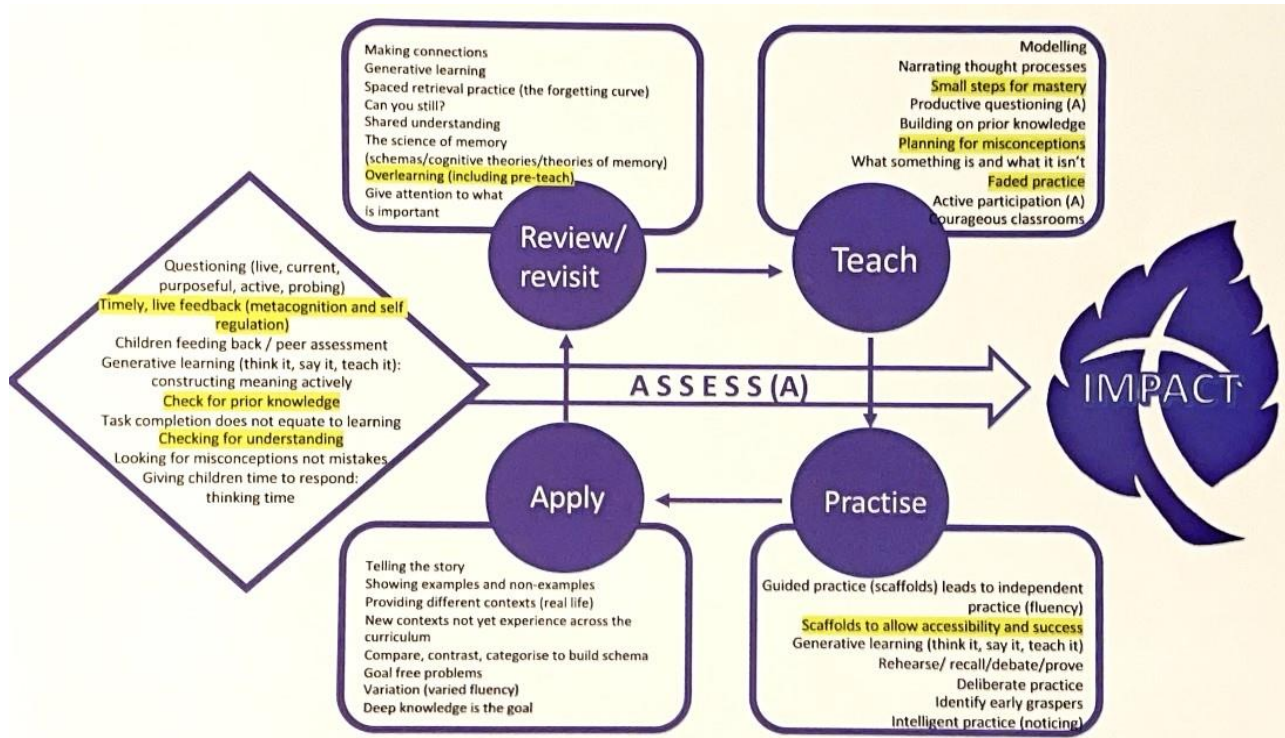 Making connections
Generative learning
Spaced retrieval practice (the forgetting curve)
Can you still?
Shared understanding
The science of memory
(schemas/cognitive theories/theories of memory)
Overlearning (including pre-teach)
Give attention to what
is important
Review/
revisit
Modelling
Narrating thought processes
Small steps for mastery
Productive questioning (A)
Building on prior knowledge
Planning for misconceptions
What something is and what it isn't
Faded practice
Active participation (A)
Courageous classrooms
Teach
Questioning (live, current,
purposeful, active, probing)
Timely, live feedback (metacognition and self
regulation)
Children feeding back / peer assessment
Generative learning (think it, say it, teach it):
constructing meaning actively
Check for prior knowledge
Task completion does not equate to learning
Checking for understanding
Looking for misconceptions not mistakes
Giving children time to respond:
thinking time
ASSESS (A)
IMPACT
Apply
Telling the story
Showing examples and non-examples
Providing different contexts (real life)
New contexts not yet experience across the
curriculum
Compare, contrast, categorise to build schema
Goal free problems
Variation (varied fluency)
Deep knowledge is the goal
Practise
Guided practice (scaffolds) leads to independent
practice (fluency)
Scaffolds to allow accessibility and success
Generative learning (think it, say it, teach it)
Rehearse/ recall/debate/prove
Deliberate practice
Identify early graspers
Intelligent practice (noticing)